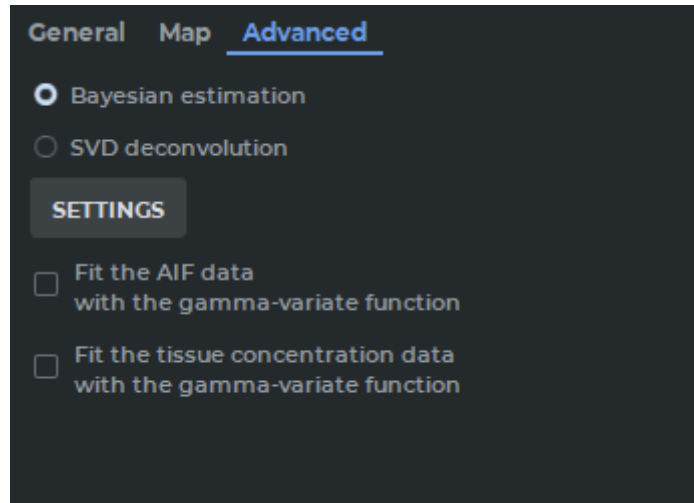 General Map Advanced
Bayesian estimation
SVD deconvolution
SETTINGS
Fit the AIF data
with the gamma-variate function
Fit the tissue concentration data
with the gamma-variate function